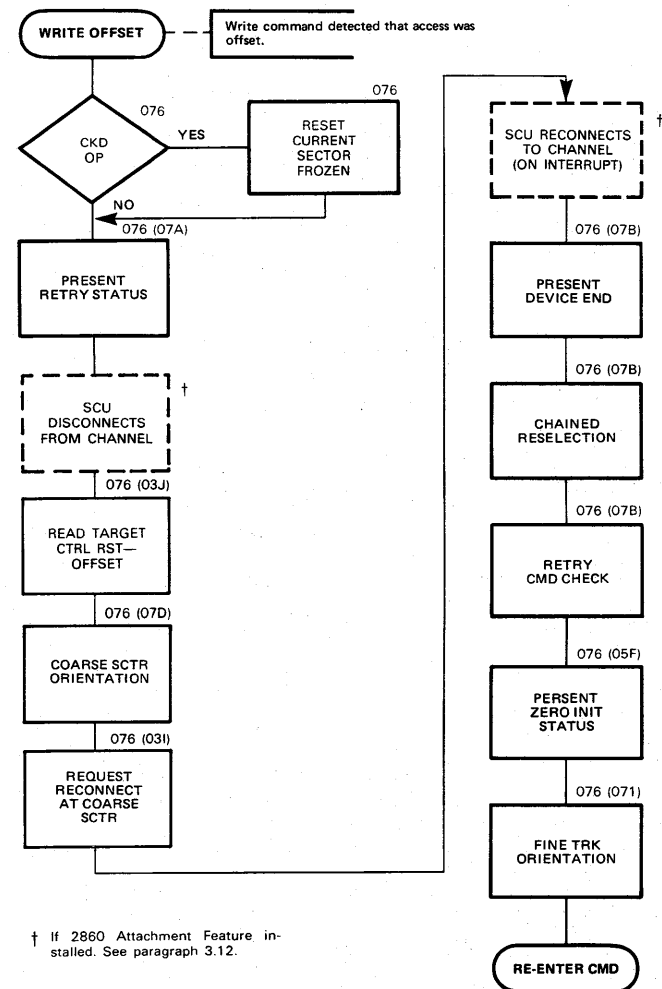 WRITE OFFSET
Write command detected that access was
offset.
076
CKD
OP
YES
076
RESET
CURRENT
SECTOR
FROZEN
NO
076 (07A)
PRESENT
RETRY STATUS
†
SCU
DISCONNECTS
FROM CHANNEL
076 (03J)
READ TARGET
CTRL RST—
OFFSET
076 (07D)
COARSE SCTR
ORIENTATION
076 (03I)
REQUEST
RECONNECT
AT COARSE
SCTR
†
SCU RECONNECTS
TO CHANNEL
(ON INTERRUPT)
076 (07B)
PRESENT
DEVICE END
076 (07B)
CHAINED
RESELECTION
076 (07B)
RETRY
CMD CHECK
076 (05F)
PERSENT
ZERO INIT
STATUS
076 (071)
FINE TRK
ORIENTATION
RE-ENTER CMD
† If 2860 Attachment Feature in-
stalled. See paragraph 3.12.